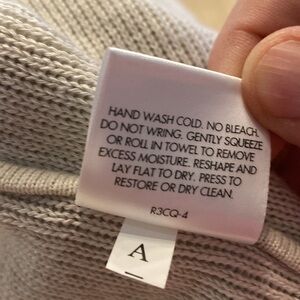 HAND WASH COLD. NO BLEACH.
DO NOT WRING. GENTLY SQUEEZE
OR ROLL IN TOWEL TO REMOVE
EXCESS MOISTURE. RESHAPE AND
LAY FLAT TO DRY. PRESS TO
RESTORE OR DRY CLEAN.
R3CQ-4
A